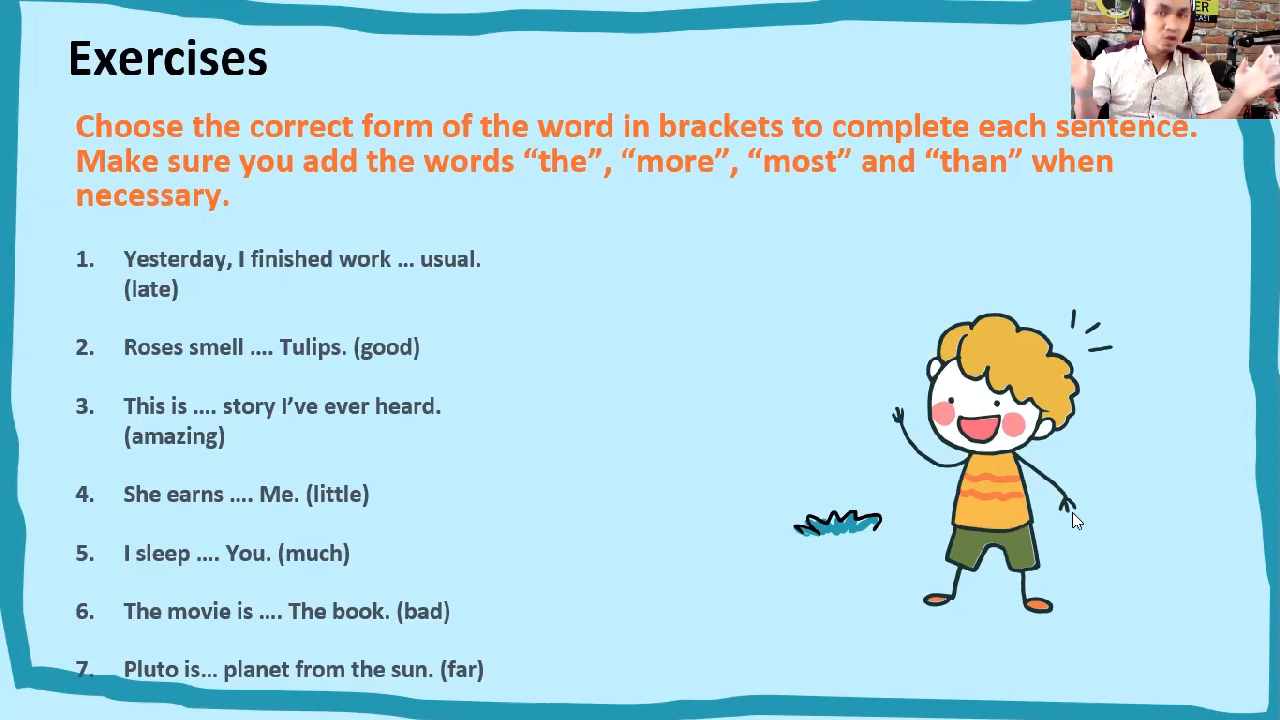 Exercises
Choose the correct form of the word in brackets to complete each sentence.
Make sure you add the words “the”, “more”, “most” and “than” when
necessary.
1. Yesterday, I finished work ... usual.
(late)
2. Roses smell .... Tulips. (good)
3. This is .... story I’ve ever heard.
(amazing)
4. She earns .... Me. (little)
5. I sleep .... You. (much)
6. The movie is .... The book. (bad)
7. Pluto is... planet from the sun. (far)